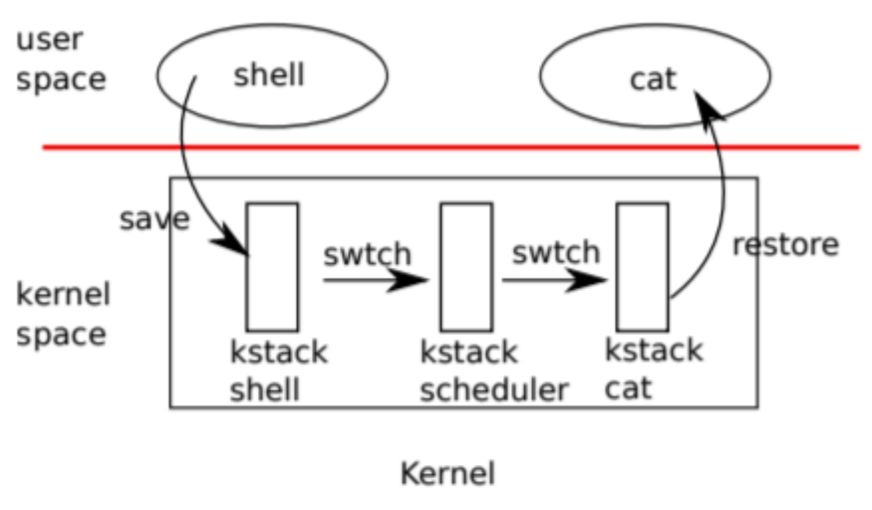 user
space
shell
cat
save
swtch
swtch
restore
kernel
space
kstack
shell
kstack
scheduler
kstack
cat
Kernel